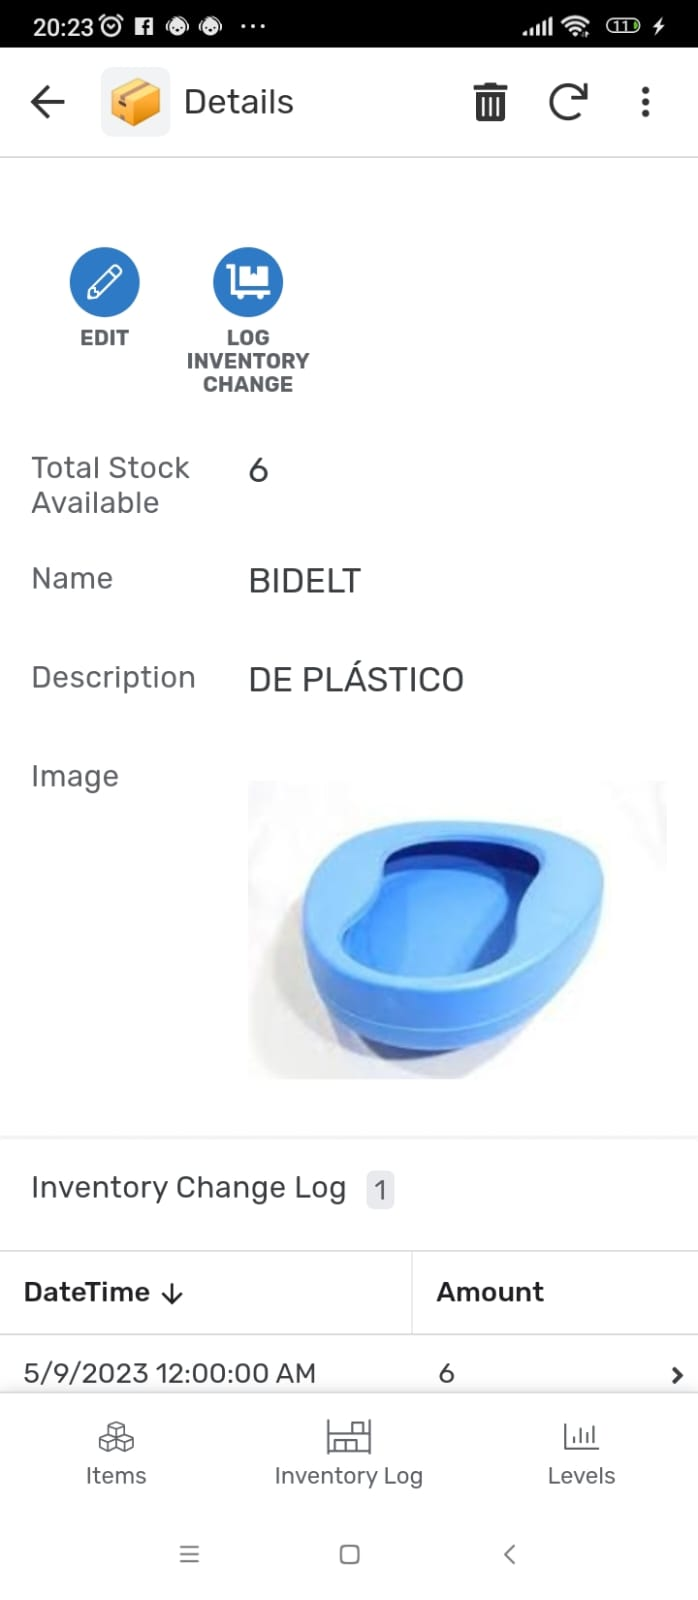 20:23
11
Details
EDIT
LOG
INVENTORY
CHANGE
Total Stock
Available
6
Name
BIDELT
Description
DE PLÁSTICO
Image
Inventory Change Log 1
DateTime ↓ Amount
5/9/2023 12:00:00 AM 6
Items
Inventory Log
Levels